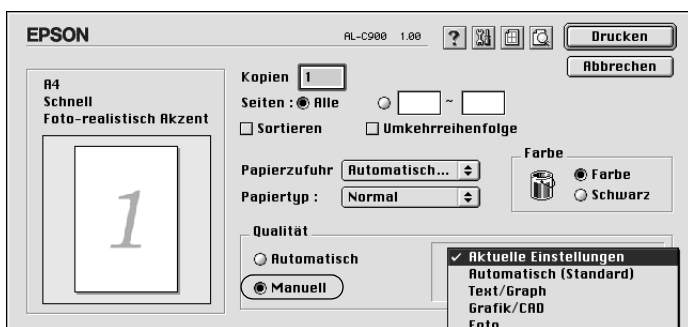 EPSON
AL-C900 1.00
Drucken
Abbrechen
A4
Schnell
Foto-realistisch Akzent
1
Kopien 1
Seiten : Alle ~
Sortieren Umkehrreihenfolge
Papierzufuhr Automatisch...
Papiertyp : Normal
Farbe
Farbe
Schwarz
Qualität
Automatisch
Manuell
Aktuelle Einstellungen
Automatisch (Standard)
Text/Graph
Grafik/CAD
Foto